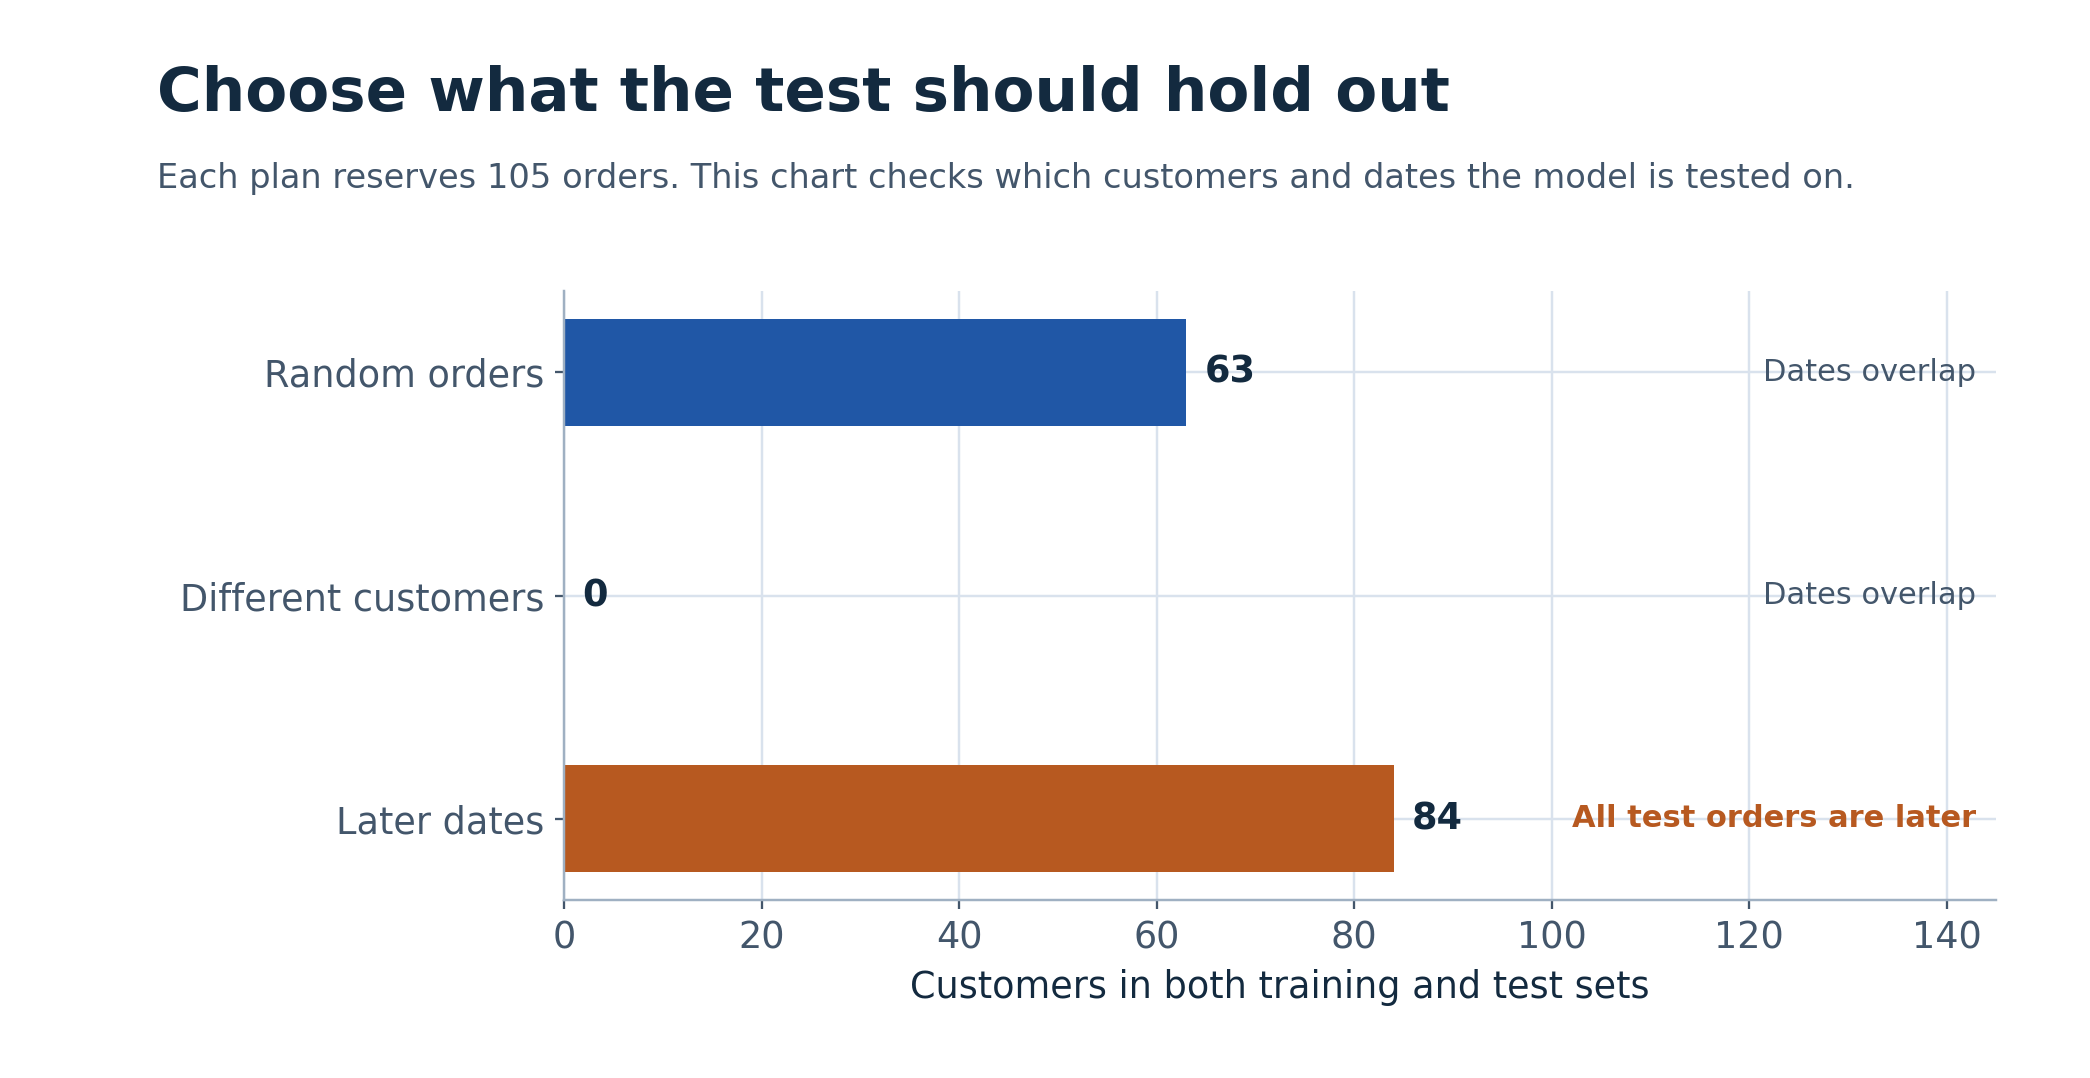 Choose what the test should hold out
Each plan reserves 105 orders. This chart checks which customers and dates the model is tested on.
Random orders
63
Dates overlap
Different customers
0
Dates overlap
Later dates
84
All test orders are later
0 20 40 60 80 100 120 140
Customers in both training and test sets